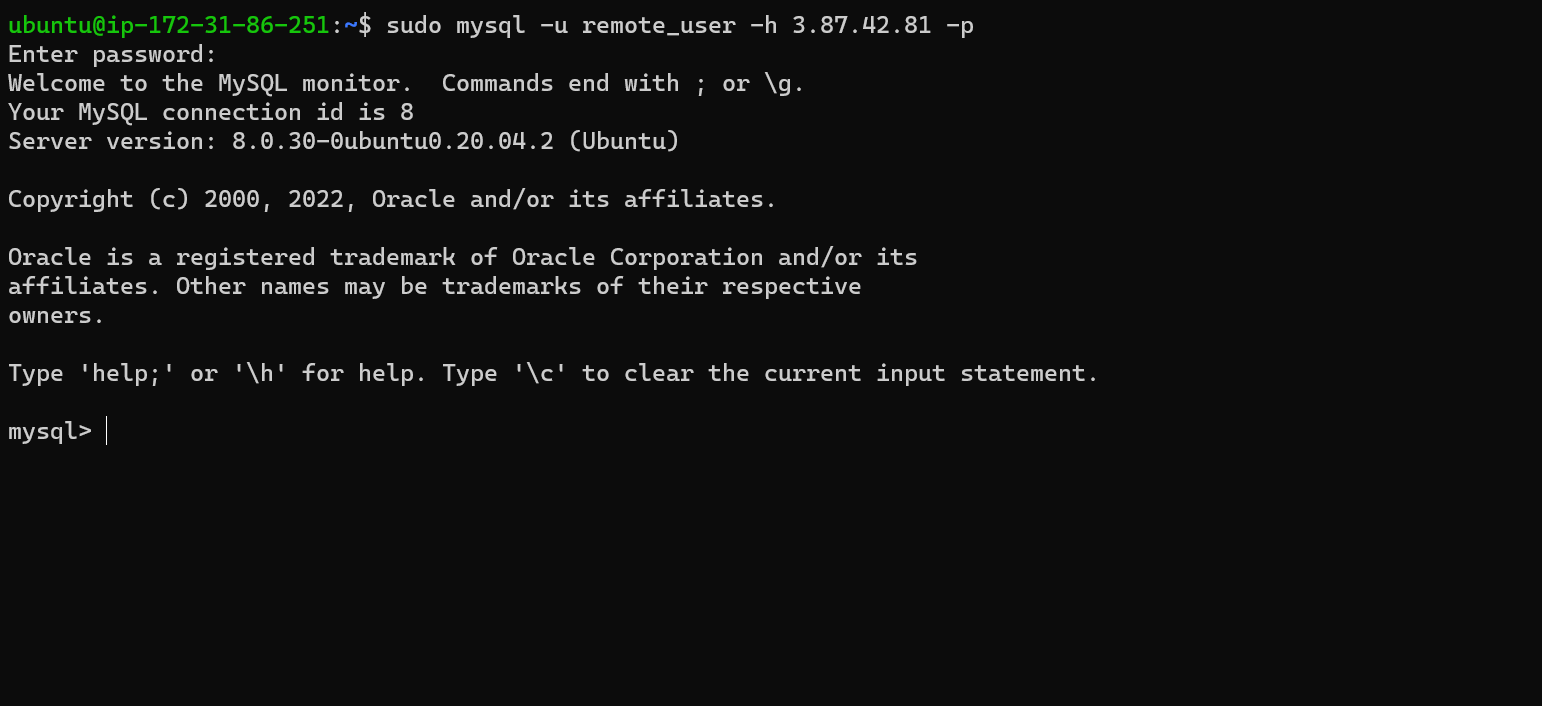 ubuntu@ip-172-31-86-251:~$ sudo mysql -u remote_user -h 3.87.42.81 -p
Enter password:
Welcome to the MySQL monitor.  Commands end with ; or \g.
Your MySQL connection id is 8
Server version: 8.0.30-0ubuntu0.20.04.2 (Ubuntu)

Copyright (c) 2000, 2022, Oracle and/or its affiliates.

Oracle is a registered trademark of Oracle Corporation and/or its
affiliates. Other names may be trademarks of their respective
owners.

Type 'help;' or '\h' for help. Type '\c' to clear the current input statement.

mysql>